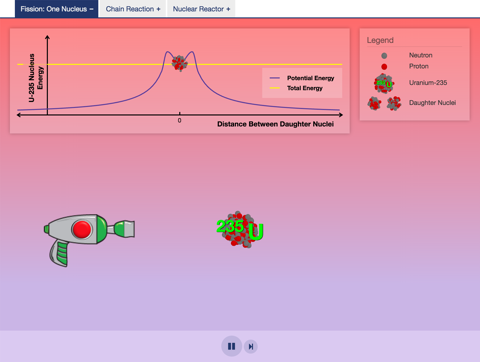 Fission: One Nucleus –
Chain Reaction +
Nuclear Reactor +
U-235 Nucleus
Energy
Potential Energy
Total Energy
0
Distance Between Daughter Nuclei
Legend
Neutron
Proton
Uranium-235
Daughter Nuclei
235U